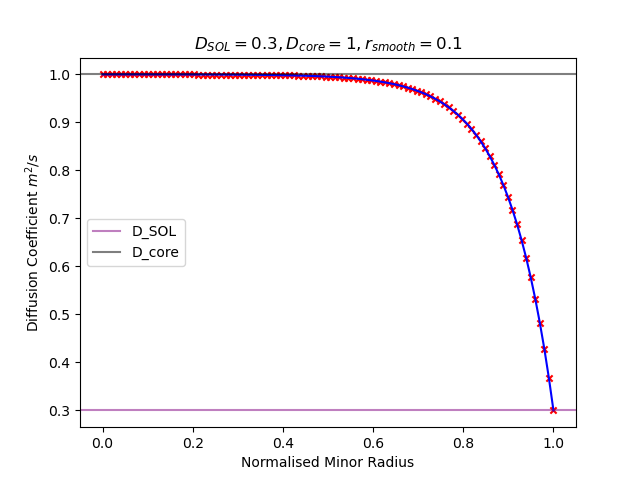 D_SOL = 0.3, D_core = 1, r_smooth = 0.1
Diffusion Coefficient m²/s
1.0
0.9
0.8
0.7
0.6
0.5
0.4
0.3
D_SOL
D_core
0.0 0.2 0.4 0.6 0.8 1.0
Normalised Minor Radius